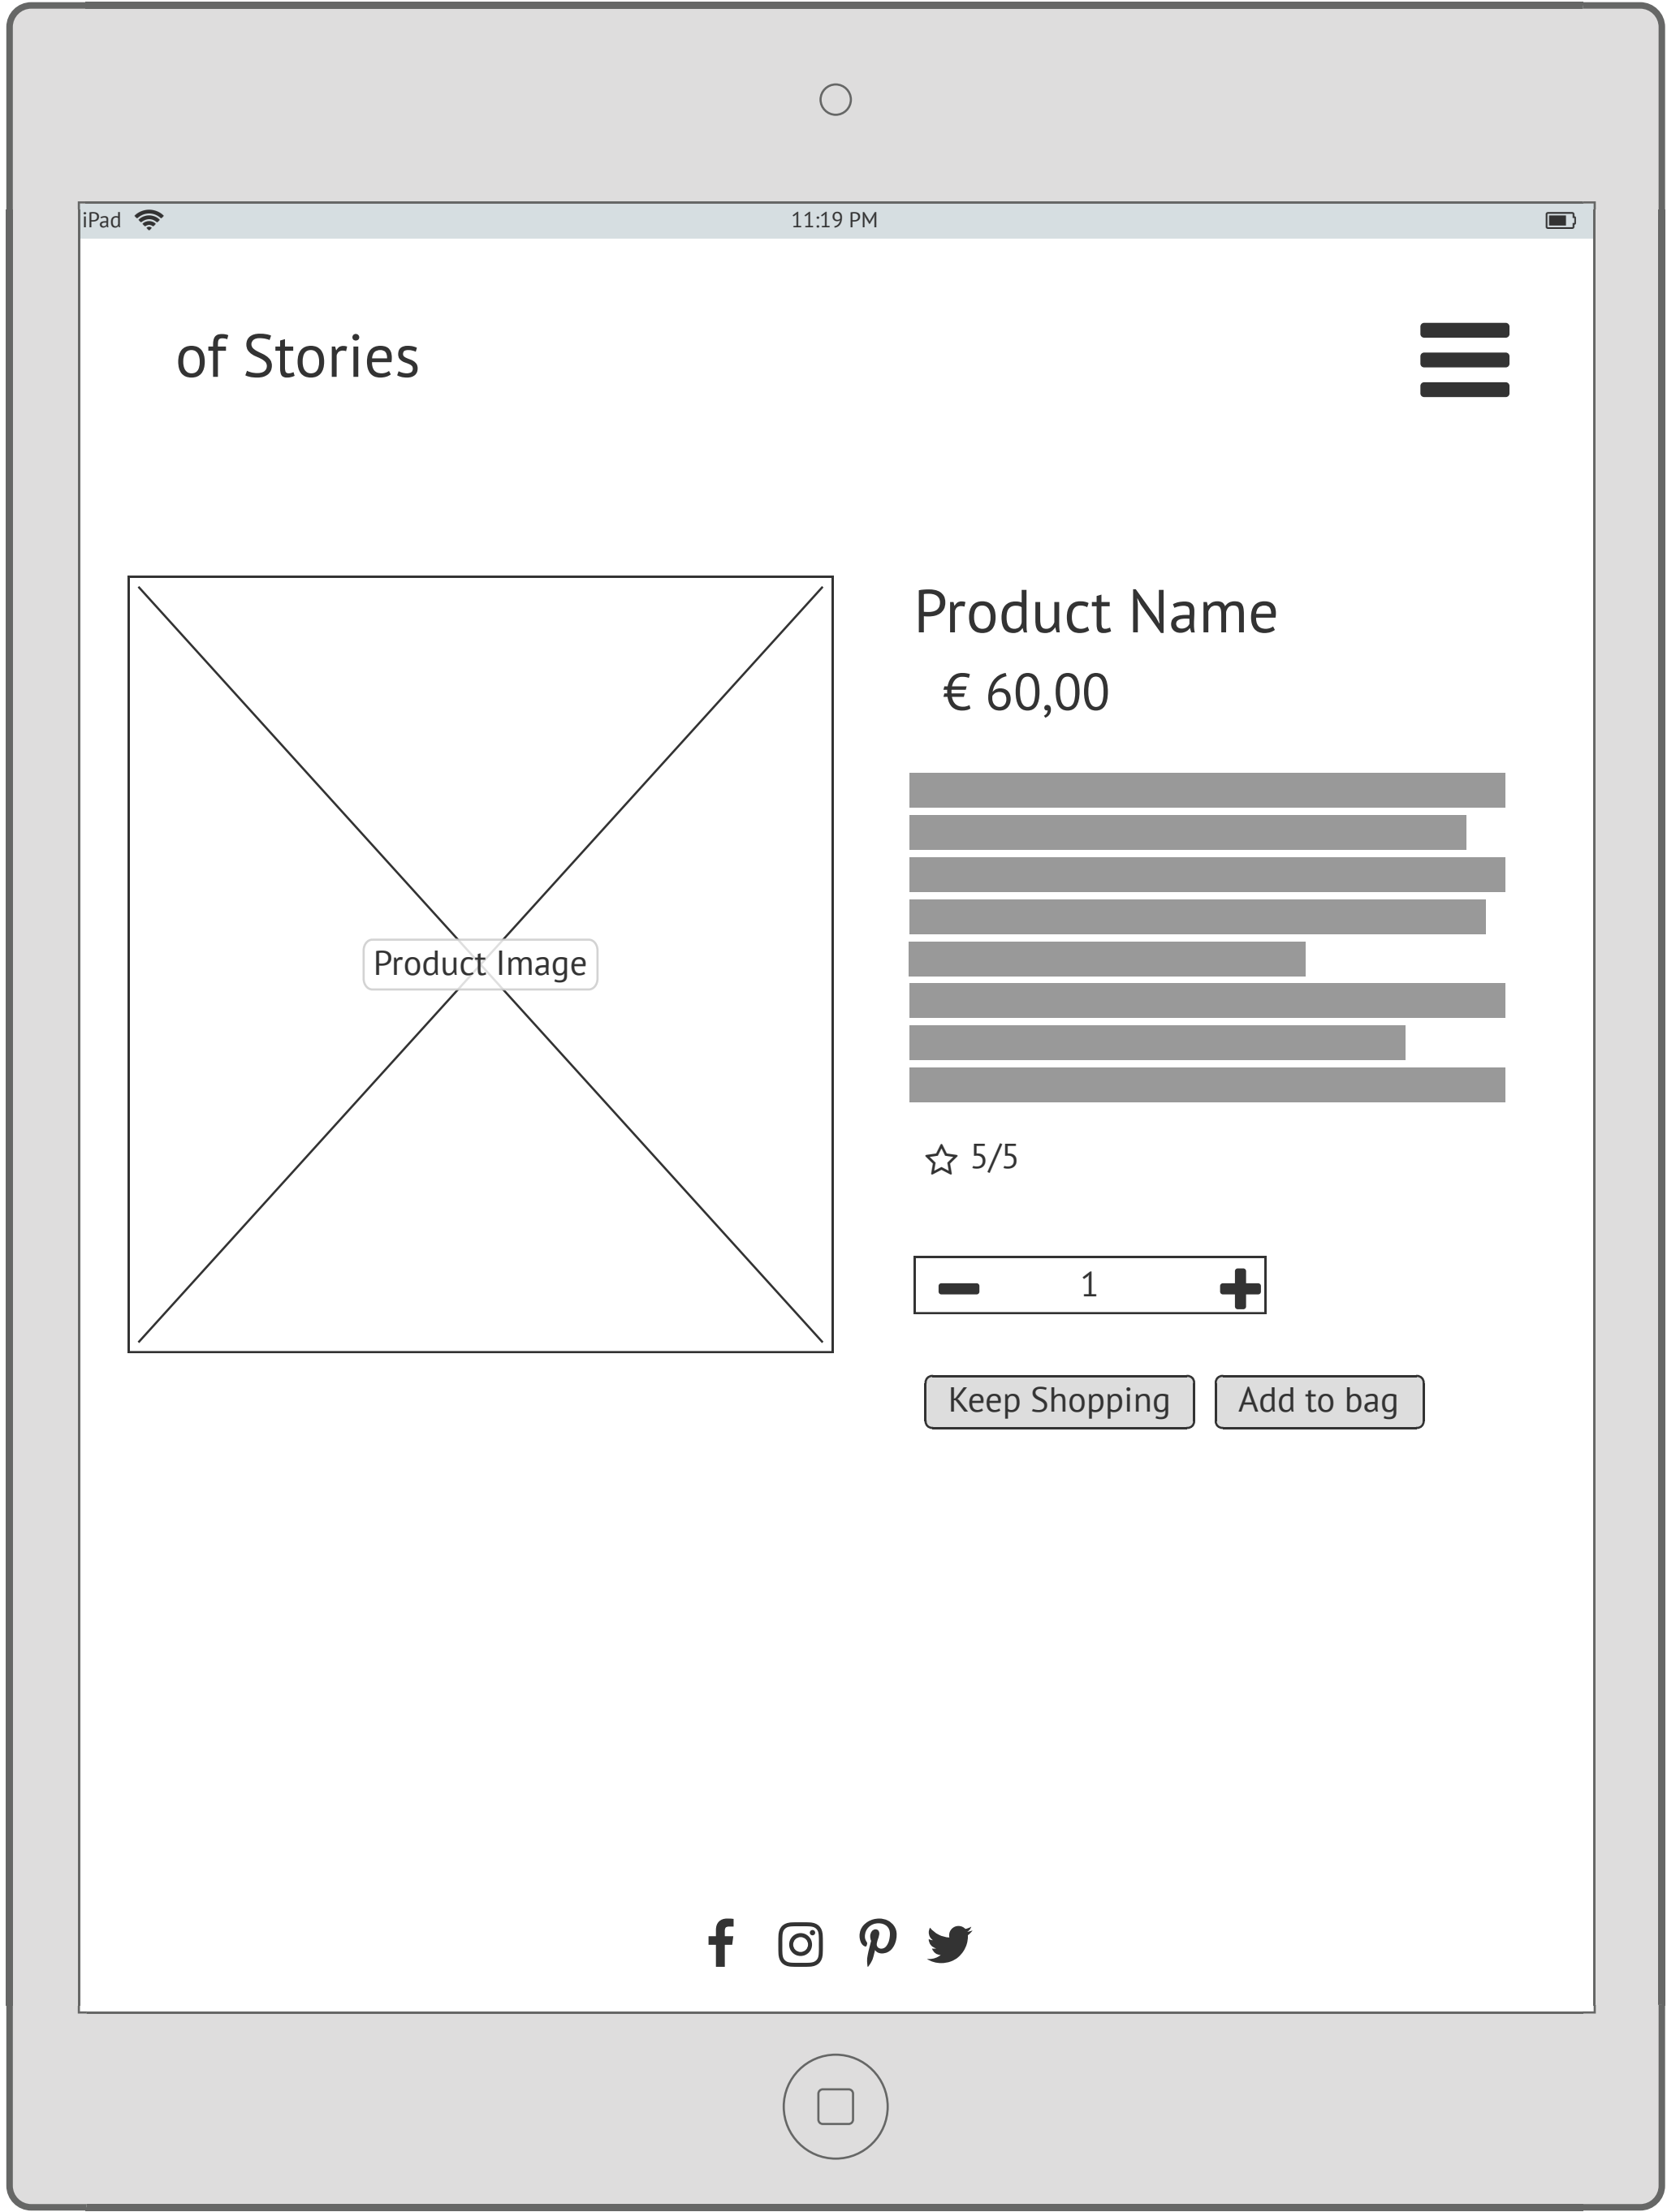 iPad 11:19 PM
of Stories
Product Name
€ 60,00
Product Image
5/5
1
Keep Shopping Add to bag